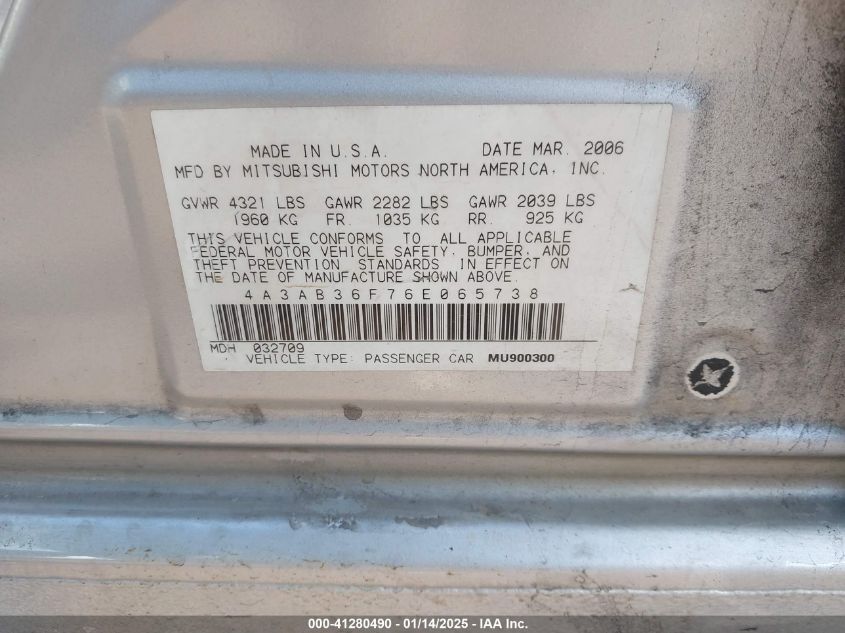 MADE IN U.S.A. DATE MAR. 2006
MFD BY MITSUBISHI MOTORS NORTH AMERICA, INC.
GVWR 4321 LBS GAWR 2282 LBS GAWR 2039 LBS
1960 KG FR. 1035 KG RR. 925 KG
THIS VEHICLE CONFORMS TO ALL APPLICABLE
FEDERAL MOTOR VEHICLE SAFETY, BUMPER, AND
THEFT PREVENTION STANDARDS IN EFFECT ON
THE DATE OF MANUFACTURE SHOWN ABOVE.
4A3AB36F76E065738
MDH 032709
VEHICLE TYPE: PASSENGER CAR MU900300
000-41280490 - 01/14/2025 - IAA Inc.